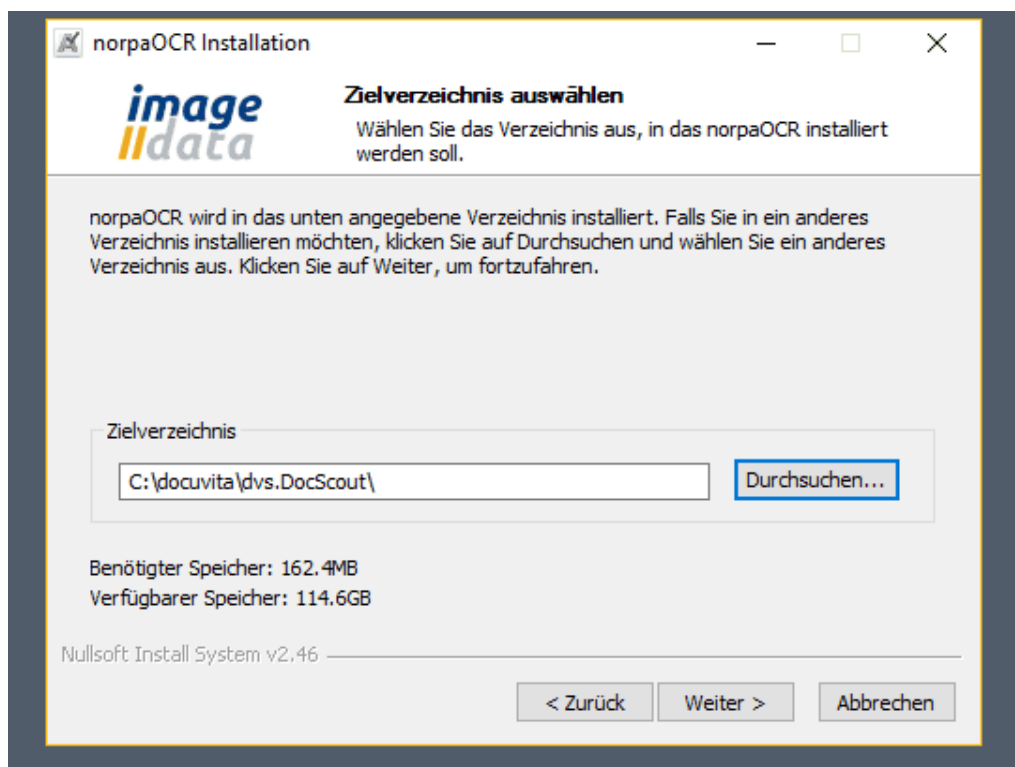 norpaOCR Installation
image
data
Zielverzeichnis auswählen
Wählen Sie das Verzeichnis aus, in das norpaOCR installiert
werden soll.
norpaOCR wird in das unten angegebene Verzeichnis installiert. Falls Sie in ein anderes
Verzeichnis installieren möchten, klicken Sie auf Durchsuchen und wählen Sie ein anderes
Verzeichnis aus. Klicken Sie auf Weiter, um fortzufahren.
Zielverzeichnis
C:\docuvita\dvs.DocScout\
Durchsuchen...
Benötigter Speicher: 162.4MB
Verfügbarer Speicher: 114.6GB
Nullsoft Install System v2.46
< Zurück
Weiter >
Abbrechen